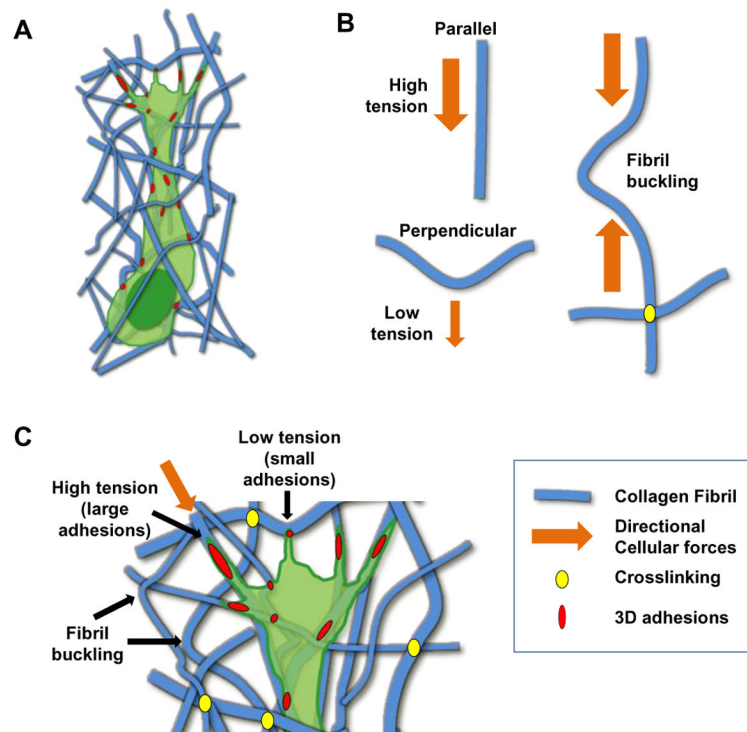 A
B
Parallel
High
tension
Fibril
buckling
Perpendicular
Low
tension
C
Low tension
(small
adhesions)
High tension
(large
adhesions)
Fibril
buckling
Collagen Fibril
Directional
Cellular forces
Crosslinking
3D adhesions